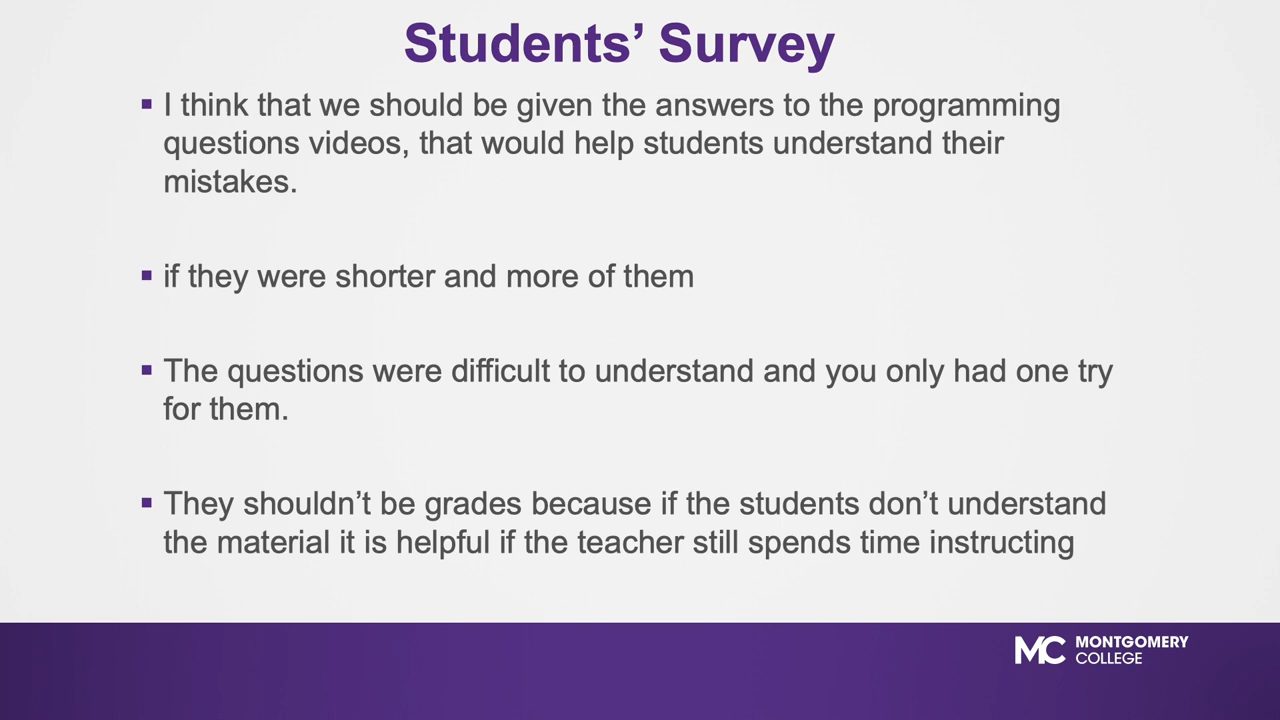 Students’ Survey
▪ I think that we should be given the answers to the programming
questions videos, that would help students understand their
mistakes.
▪ if they were shorter and more of them
▪ The questions were difficult to understand and you only had one try
for them.
▪ They shouldn’t be grades because if the students don’t understand
the material it is helpful if the teacher still spends time instructing
MC MONTGOMERY
COLLEGE